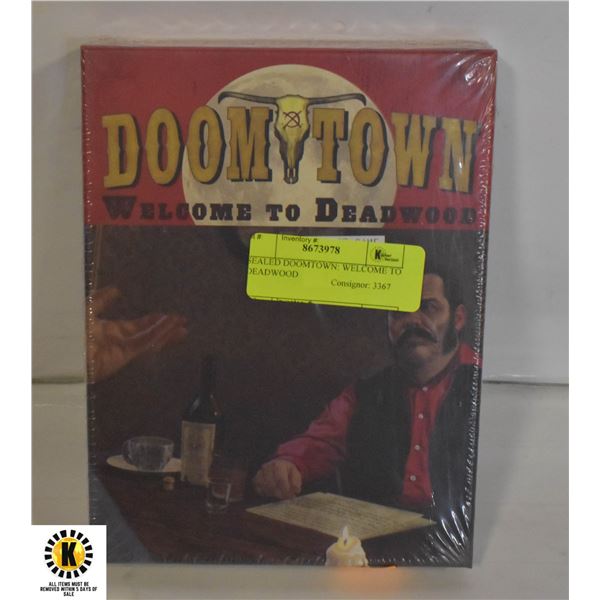 DOOMTOWN
WELCOME TO DEADWOOD
Inventory #:
8673978
SEALED DOOMTOWN: WELCOME TO
DEADWOOD
Consignor: 3367
K
ALL ITEMS MUST BE
REMOVED WITHIN 5 DAYS OF
SALE